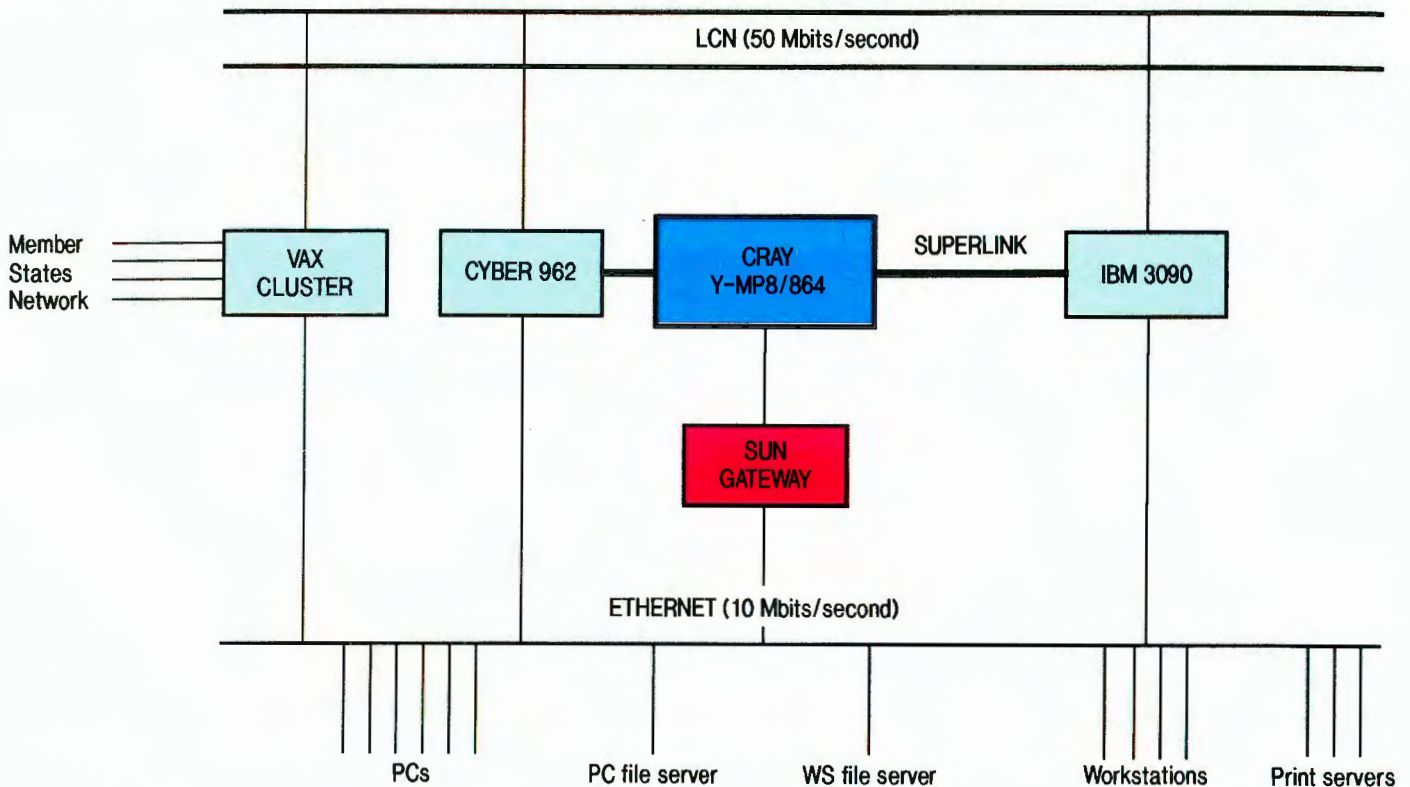 LCN (50 Mbits/second)
Member
States
Network
VAX
CLUSTER
CYBER 962
CRAY
Y-MP8/864
SUPERLINK
IBM 3090
SUN
GATEWAY
ETHERNET (10 Mbits/second)
PCs
PC file server
WS file server
Workstations
Print servers